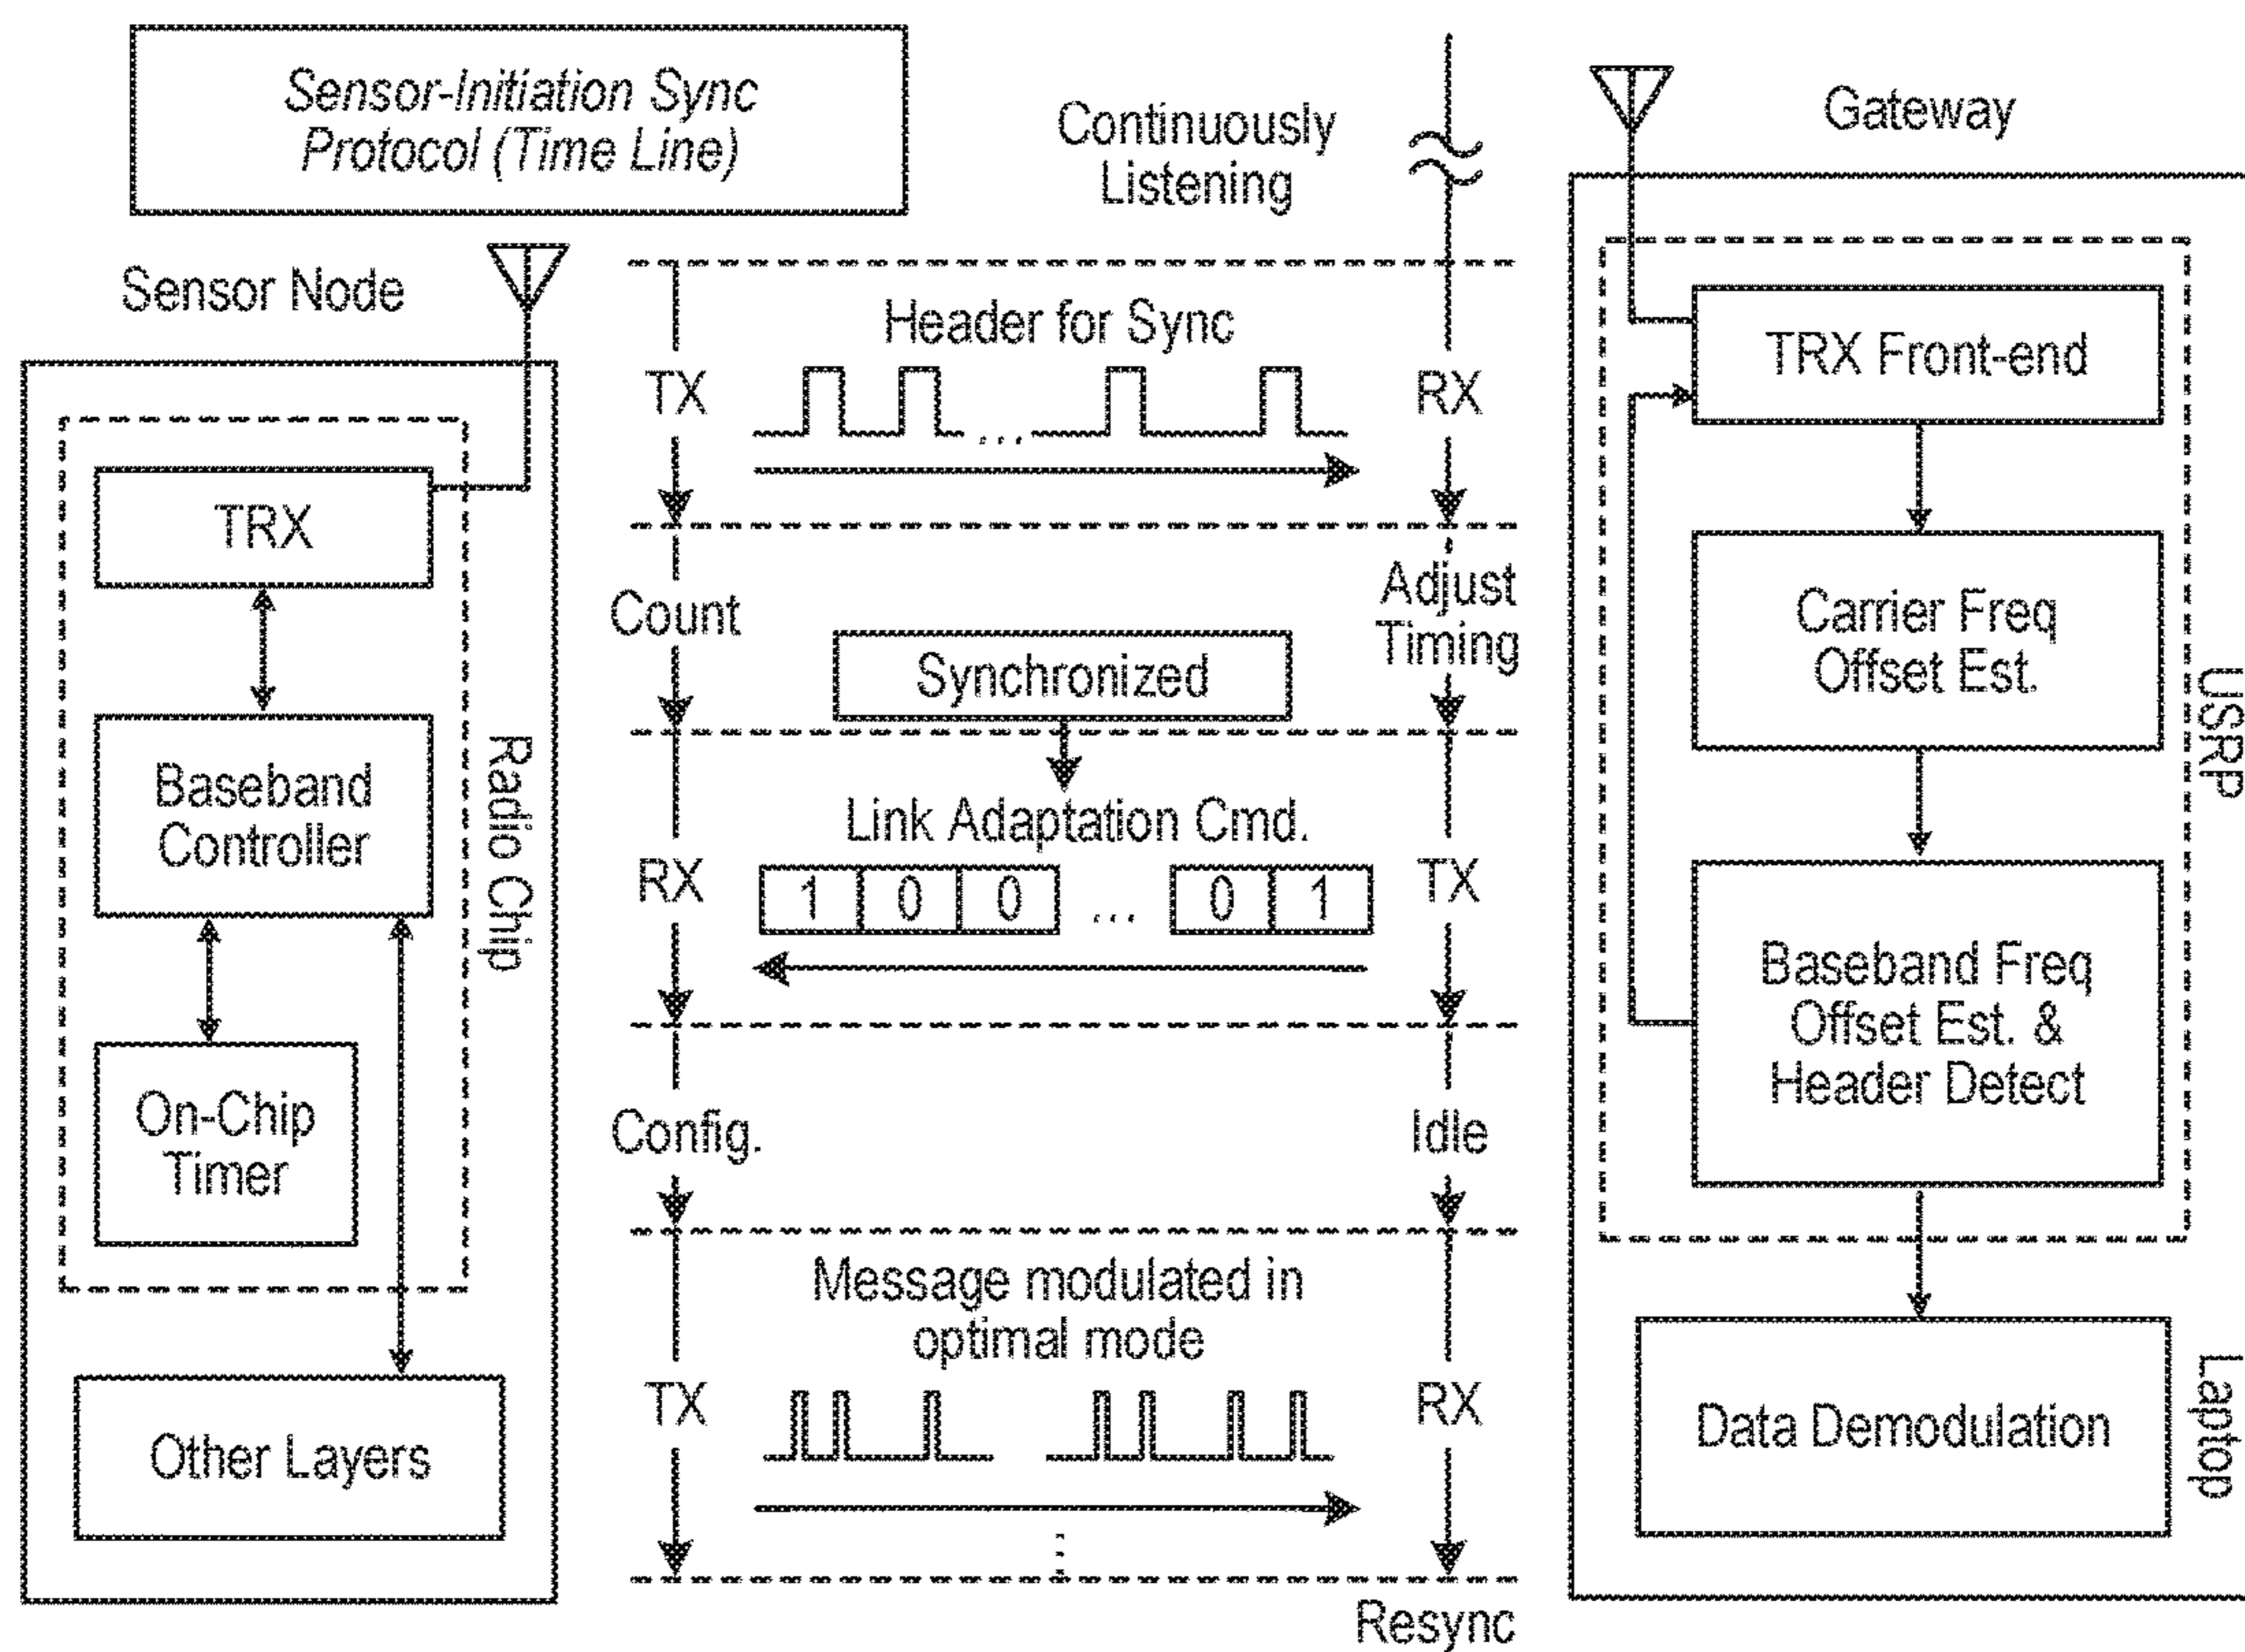 Sensor-Initiation Sync
Protocol (Time Line)
Continuously
Listening
Gateway
Sensor Node
TRX
Baseband
Controller
On-Chip
Timer
Radio Chip
Other Layers
Header for Sync
TX
RX
...
Count
Adjust
Timing
Synchronized
Link Adaptation Cmd.
RX
1 0 0 ... 0 1
TX
Config.
Idle
Message modulated in
optimal mode
TX
RX
Resync
TRX Front-end
Carrier Freq
Offset Est.
Baseband Freq
Offset Est. &
Header Detect
USRP
Data Demodulation
Laptop